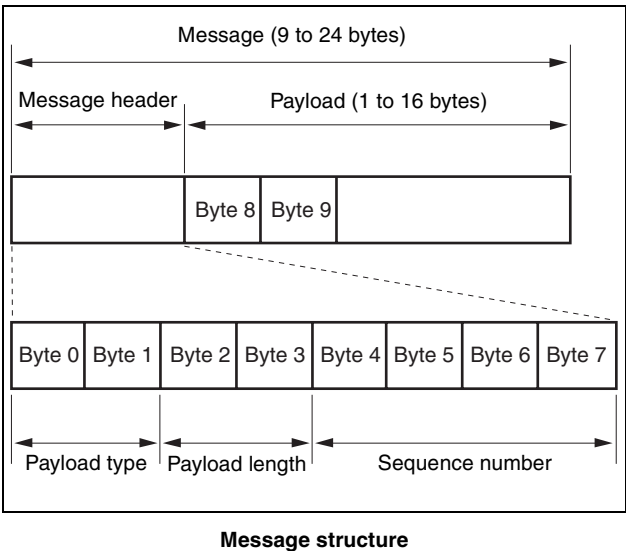 Message (9 to 24 bytes)
Message header Payload (1 to 16 bytes)
Byte 8 Byte 9
Byte 0 Byte 1 Byte 2 Byte 3 Byte 4 Byte 5 Byte 6 Byte 7
Payload type Payload length Sequence number
Message structure